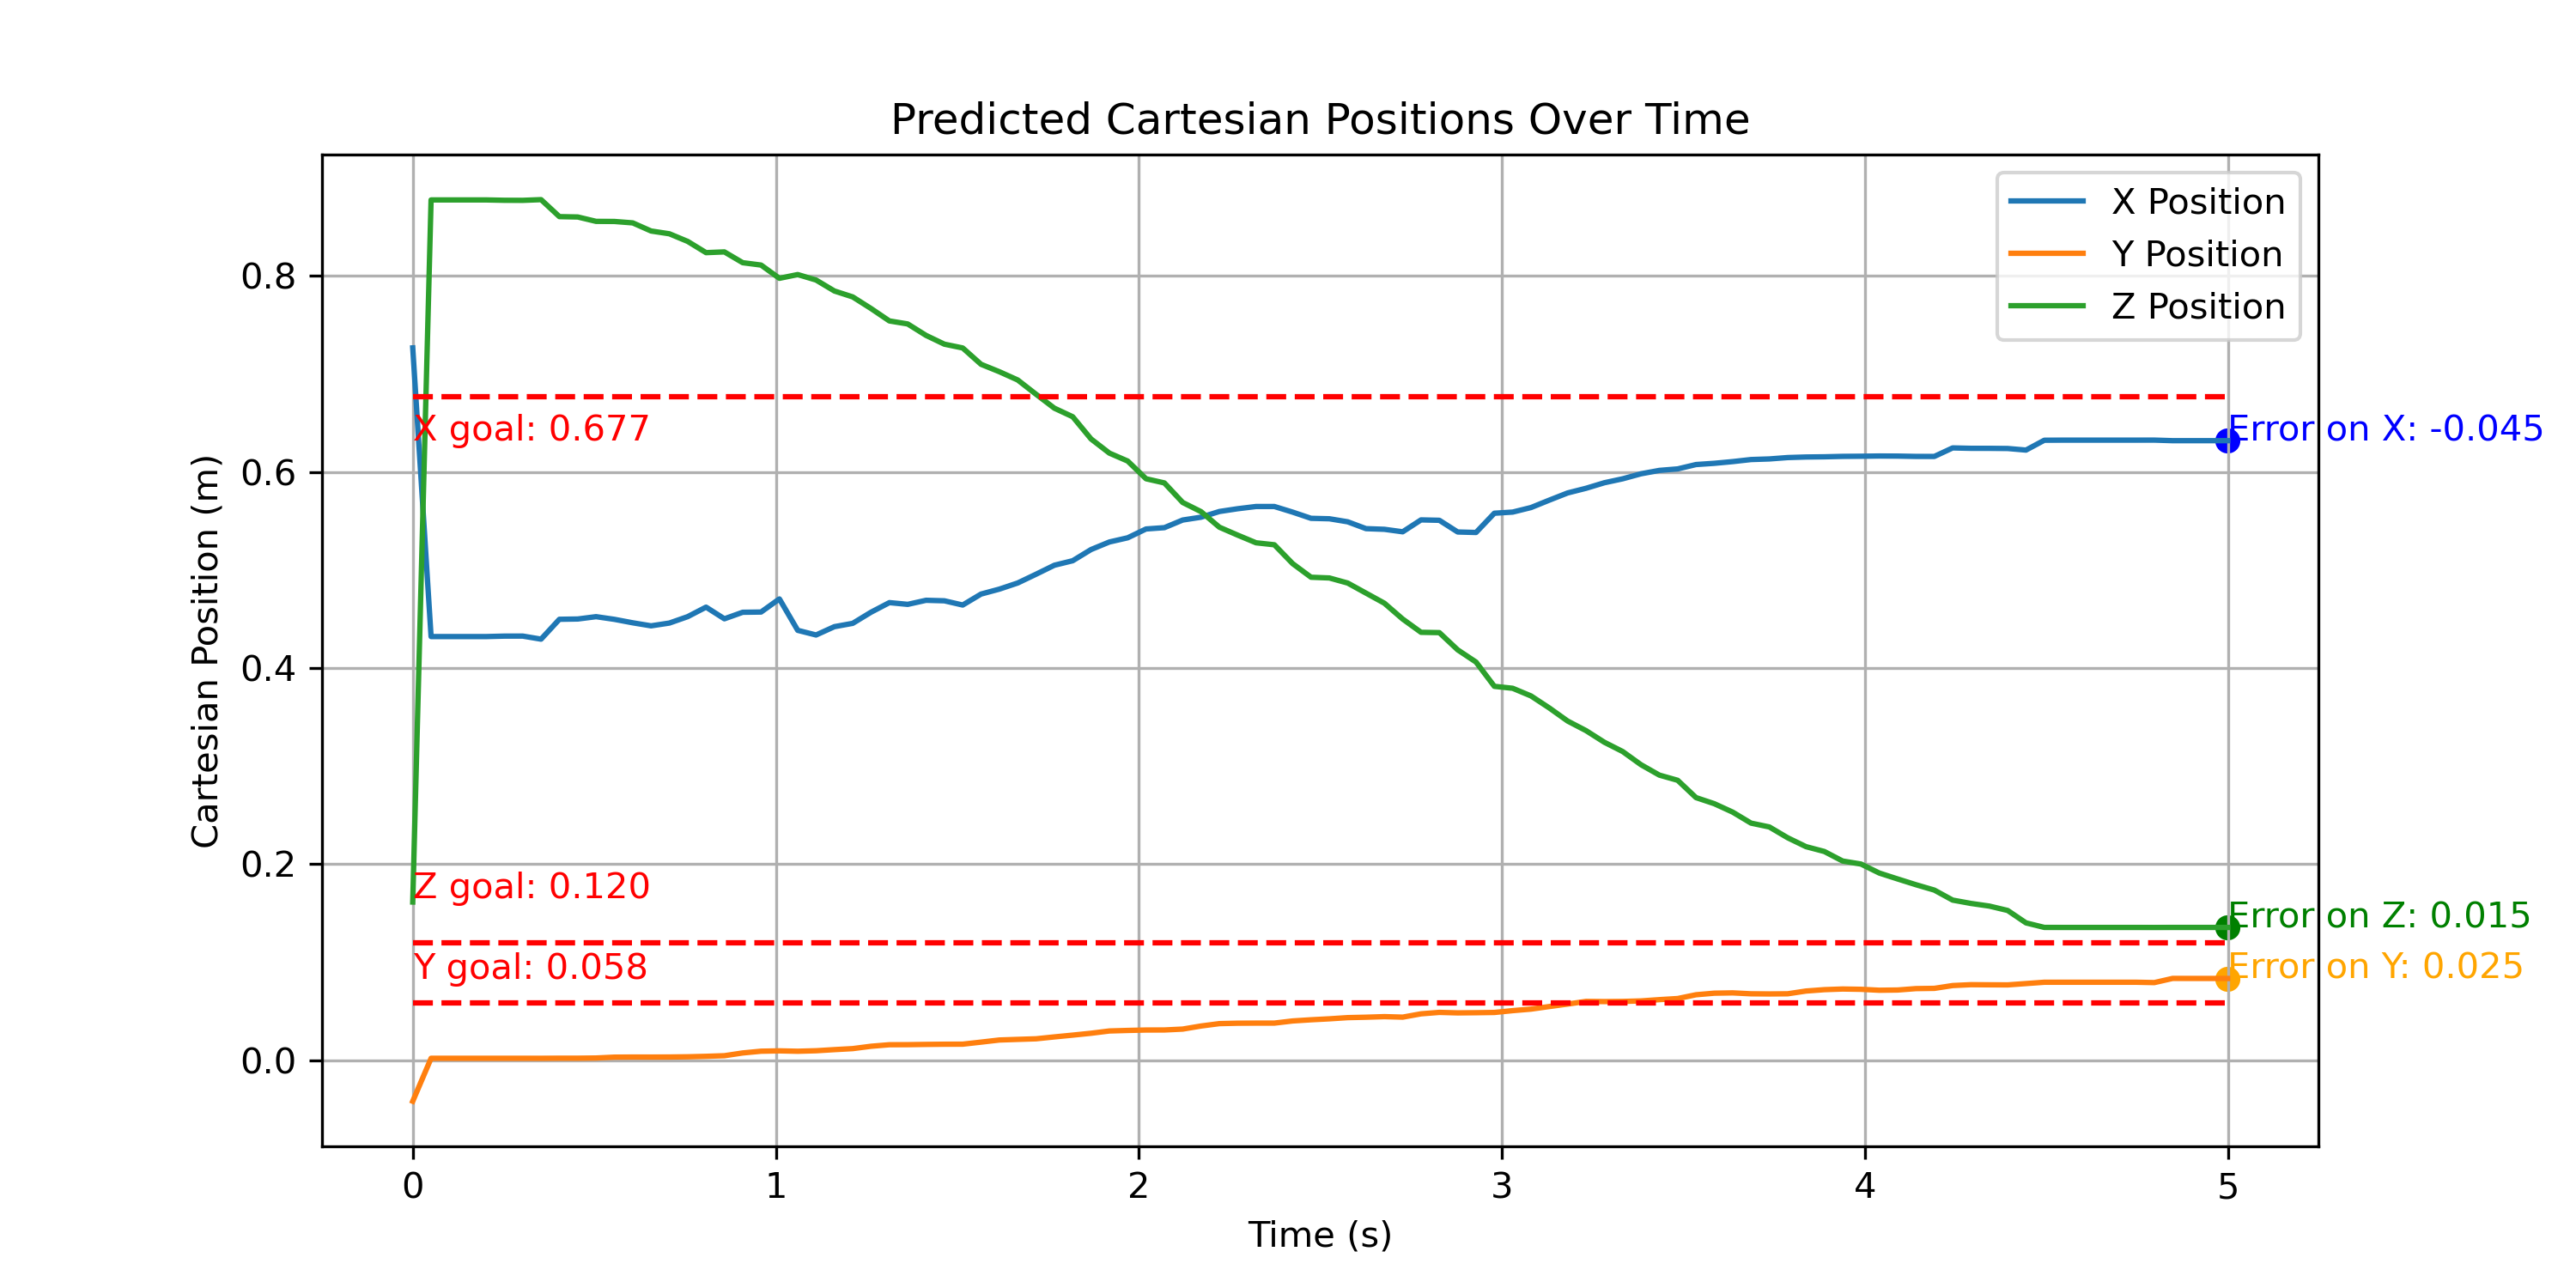 Predicted Cartesian Positions Over Time
X Position
Y Position
Z Position
0.8
0.6
0.4
0.2
0.0
Cartesian Position (m)
X goal: 0.677
Error on X: -0.045
Z goal: 0.120
Error on Z: 0.015
Y goal: 0.058
Error on Y: 0.025
0 1 2 3 4 5
Time (s)